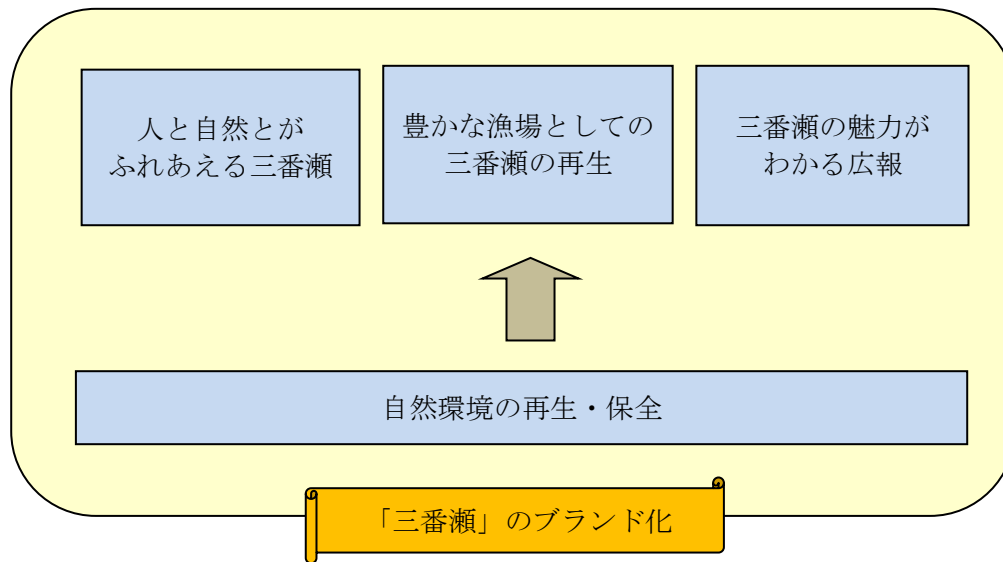 人と自然とが
ふれあえる三番瀬
豊かな漁場としての
三番瀬の再生
三番瀬の魅力が
わかる広報
自然環境の再生・保全
「三番瀬」のブランド化